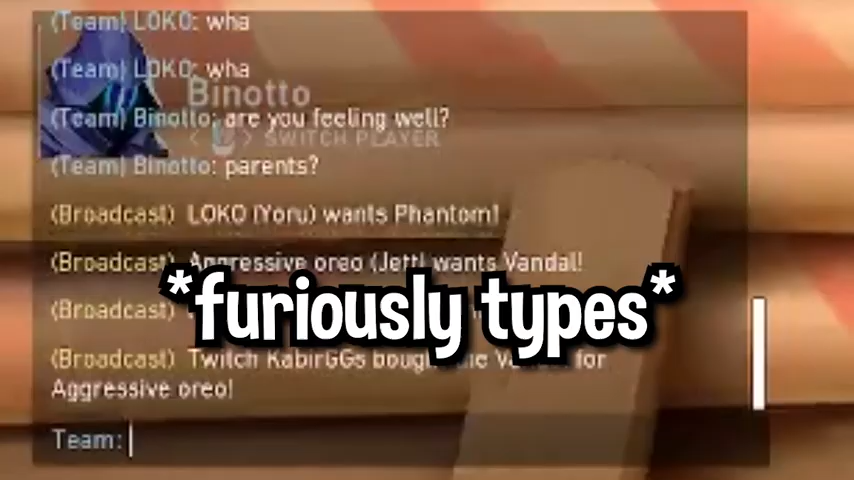 (Team) LOKO: wha
(Team) LOKO: wha
Binotto
(Team) Binotto: are you feeling well?
< > SWITCH PLAYER
(Team) Binotto: parents?
(Broadcast) LOKO (Yoru) wants Phantom!
(Broadcast) Aggressive oreo (Jett) wants Vandal!
*furiously types*
(Broadcast)
(Broadcast) Twitch KabirGGs for
Aggressive oreo!
Team: